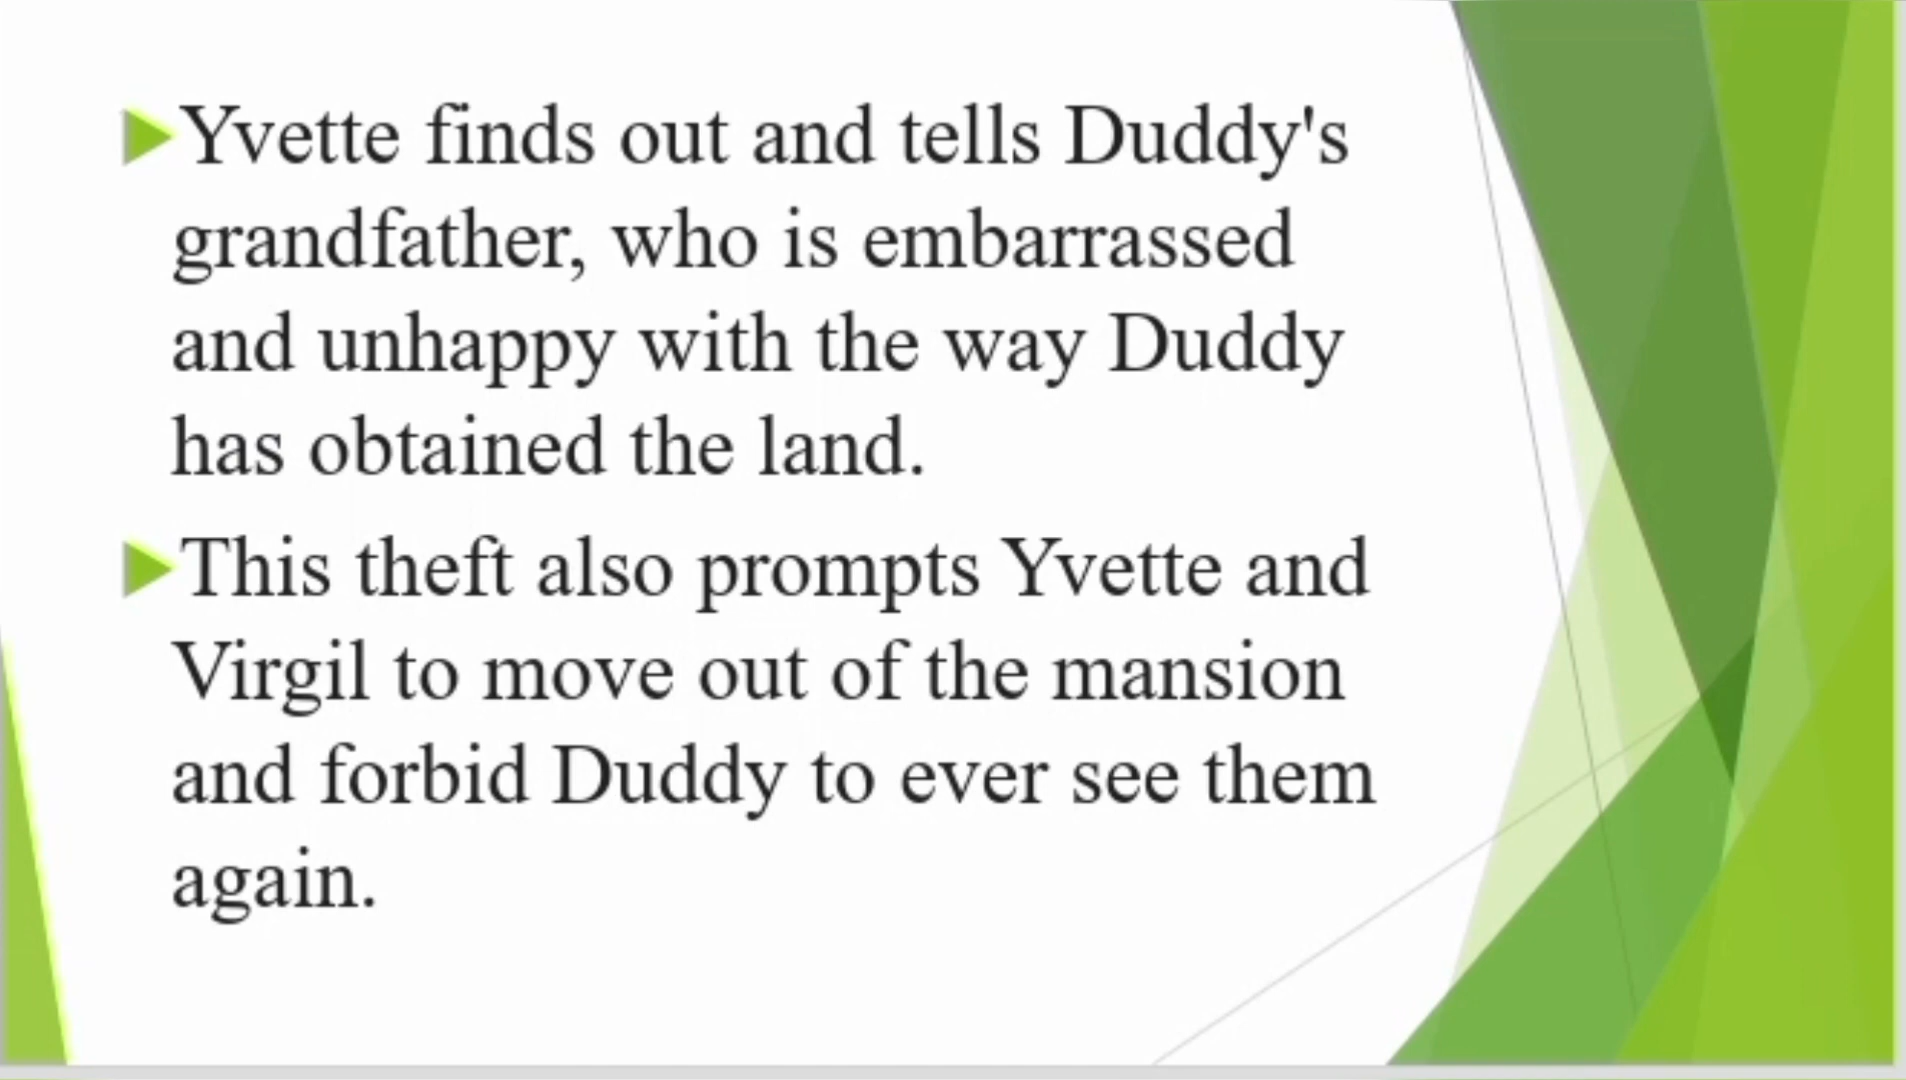 Yvette finds out and tells Duddy's
grandfather, who is embarrassed
and unhappy with the way Duddy
has obtained the land.
This theft also prompts Yvette and
Virgil to move out of the mansion
and forbid Duddy to ever see them
again.